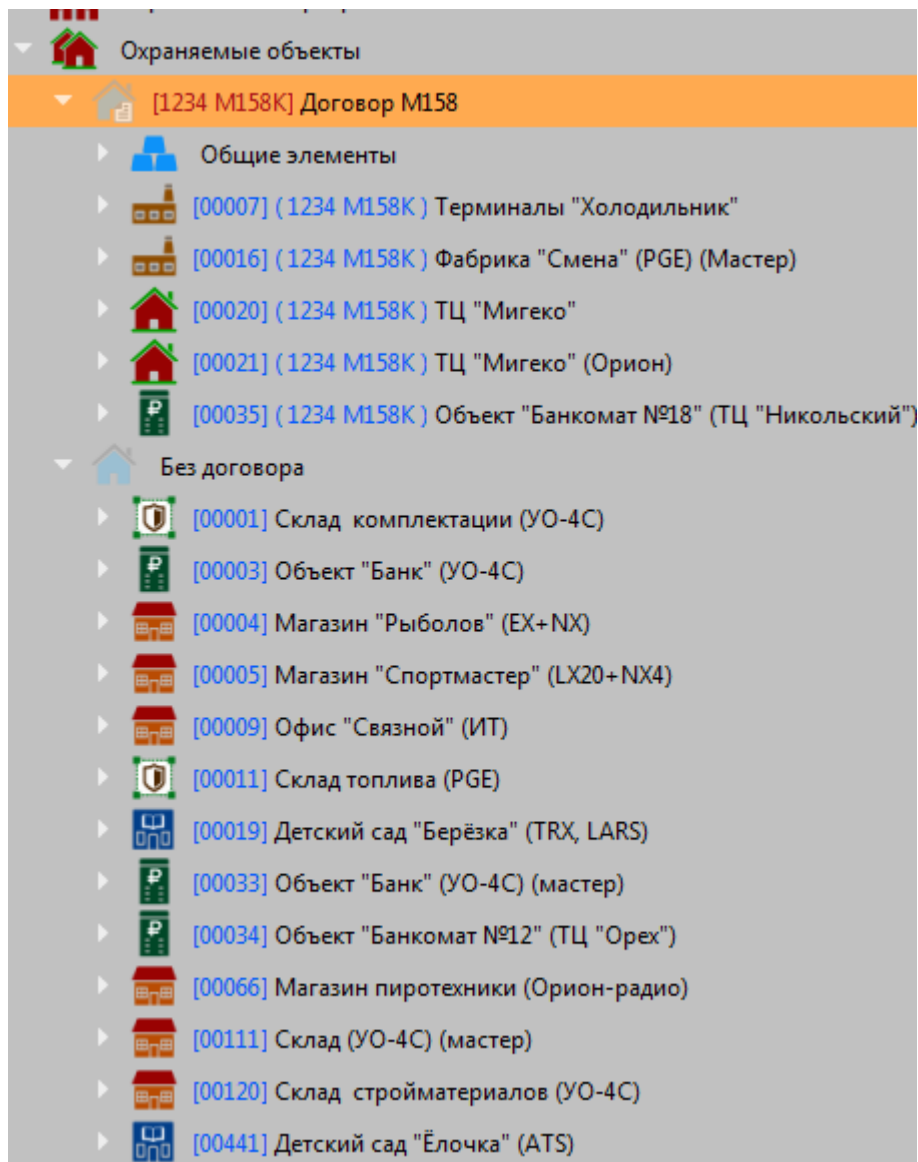 Охраняемые объекты
[1234 М158К] Договор М158
Общие элементы
[00007] ( 1234 М158К ) Терминалы "Холодильник"
[00016] ( 1234 М158К ) Фабрика "Смена" (PGE) (Мастер)
[00020] ( 1234 М158К ) ТЦ "Мигеко"
[00021] ( 1234 М158К ) ТЦ "Мигеко" (Орион)
[00035] ( 1234 М158К ) Объект "Банкомат №18" (ТЦ "Никольский")
Без договора
[00001] Склад  комплектации (УО-4С)
[00003] Объект "Банк" (УО-4С)
[00004] Магазин "Рыболов" (EX+NX)
[00005] Магазин "Спортмастер" (LX20+NX4)
[00009] Офис "Связной" (ИТ)
[00011] Склад топлива (PGE)
[00019] Детский сад "Берёзка" (TRX, LARS)
[00033] Объект "Банк" (УО-4С) (мастер)
[00034] Объект "Банкомат №12" (ТЦ "Орех")
[00066] Магазин пиротехники (Орион-радио)
[00111] Склад (УО-4С) (мастер)
[00120] Склад  стройматериалов (УО-4С)
[00441] Детский сад "Ёлочка" (ATS)